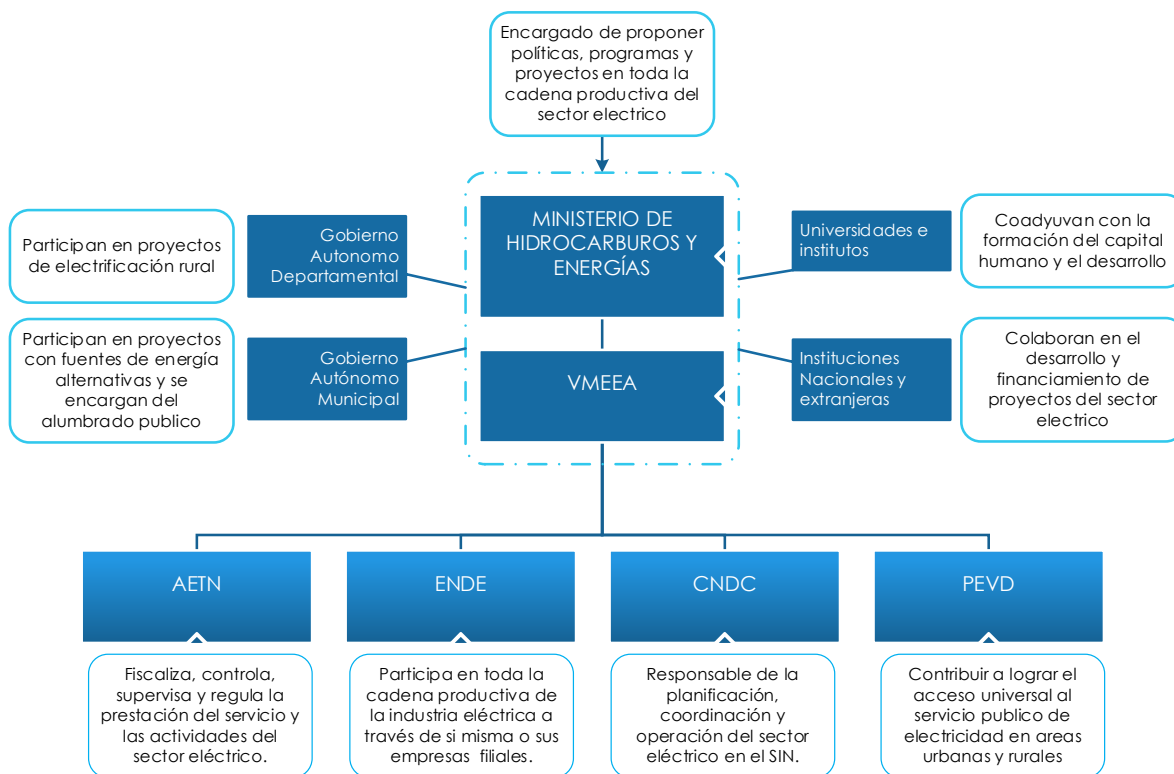 Encargado de proponer
políticas, programas y
proyectos en toda la
cadena productiva del
sector electrico
MINISTERIO DE
HIDROCARBUROS Y
ENERGÍAS
VMEEA
Participan en proyectos
de electrificación rural
Gobierno
Autonomo
Departamental
Participan en proyectos
con fuentes de energía
alternativas y se
encargan del
alumbrado publico
Gobierno
Autónomo
Municipal
Universidades e
institutos
Coadyuvan con la
formación del capital
humano y el desarrollo
Instituciones
Nacionales y
extranjeras
Colaboran en el
desarrollo y
financiamiento de
proyectos del sector
electrico
AETN
Fiscaliza, controla,
supervisa y regula la
prestación del servicio y
las actividades del
sector eléctrico.
ENDE
Participa en toda la
cadena productiva de
la industria eléctrica a
través de si misma o sus
empresas filiales.
CNDC
Responsable de la
planificación,
coordinación y
operación del sector
eléctrico en el SIN.
PEVD
Contribuir a lograr el
acceso universal al
servicio publico de
electricidad en areas
urbanas y rurales